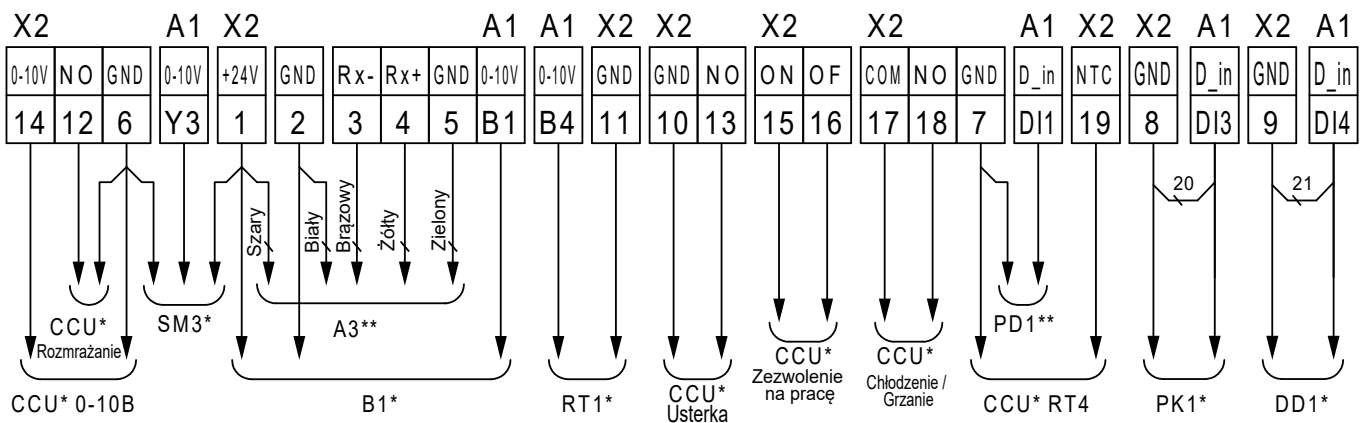 X2 A1 X2 A1 A1 X2 X2 X2 X2 A1 X2 X2 A1 X2 A1
0-10V NO GND 0-10V +24V GND Rx- Rx+ GND 0-10V 0-10V GND GND NO ON OF COM NO GND D_in NTC GND D_in GND D_in
14 12 6 Y3 1 2 3 4 5 B1 B4 11 10 13 15 16 17 18 7 DI1 19 8 DI3 9 DI4
20 21
Szary
Biały
Brązowy
Żółty
Zielony
CCU*
Rozmrażanie
SM3*
A3**
PD1**
CCU* 0-10B
B1*
RT1*
CCU*
Usterka
CCU*
Zezwolenie
na pracę
CCU*
Chłodzenie /
Grzanie
CCU* RT4
PK1*
DD1*